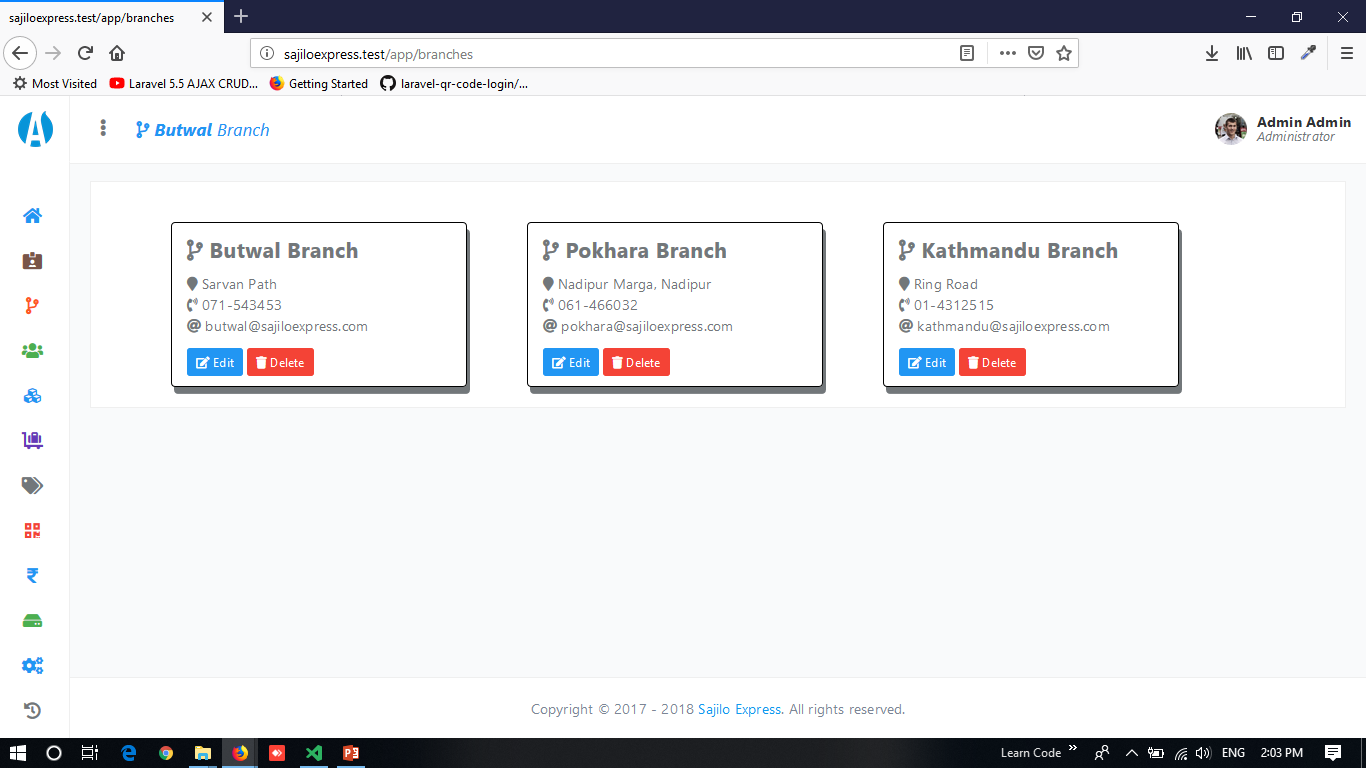 sajiloexpress.test/app/branches
sajiloexpress.test/app/branches
Most Visited
Laravel 5.5 AJAX CRUD...
Getting Started
laravel-qr-code-login/...
Butwal Branch
Admin Admin
Administrator
Butwal Branch
Sarvan Path
071-543453
@ butwal@sajiloexpress.com
Edit Delete
Pokhara Branch
Nadipur Marga, Nadipur
061-466032
@ pokhara@sajiloexpress.com
Edit Delete
Kathmandu Branch
Ring Road
01-4312515
@ kathmandu@sajiloexpress.com
Edit Delete
Copyright © 2017 - 2018 Sajilo Express. All rights reserved.
Learn Code » ENG 2:03 PM